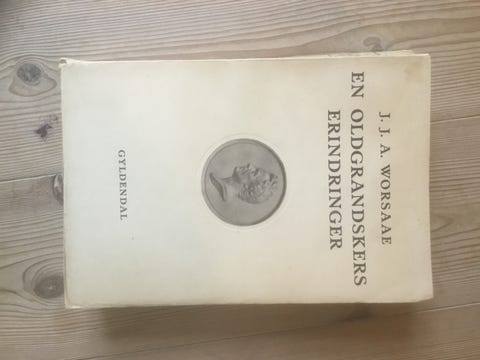 J. J. A. WORSAAE
EN OLDGRANDSKERS
ERINDRINGER
GYLDENDAL